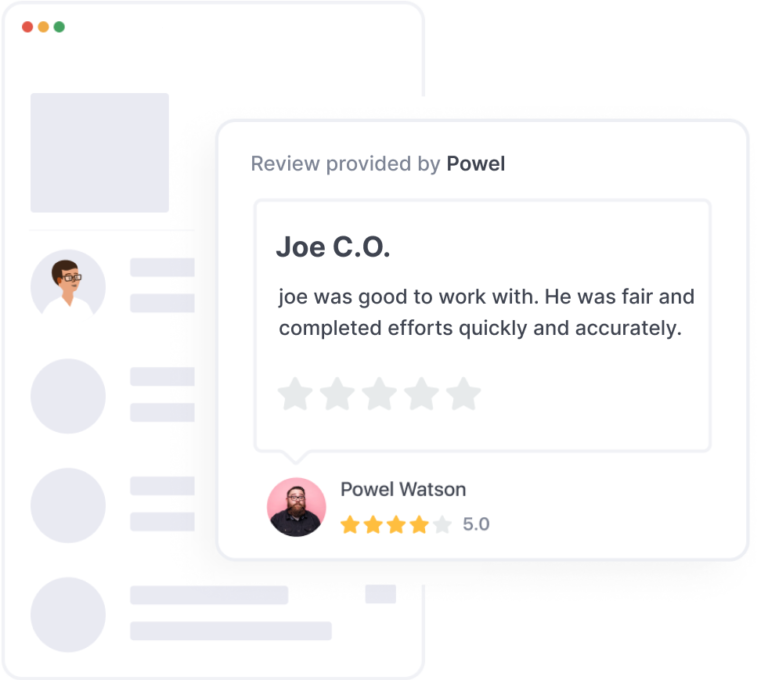 Review provided by Powel
Joe C.O.
joe was good to work with. He was fair and
completed efforts quickly and accurately.
Powel Watson
5.0